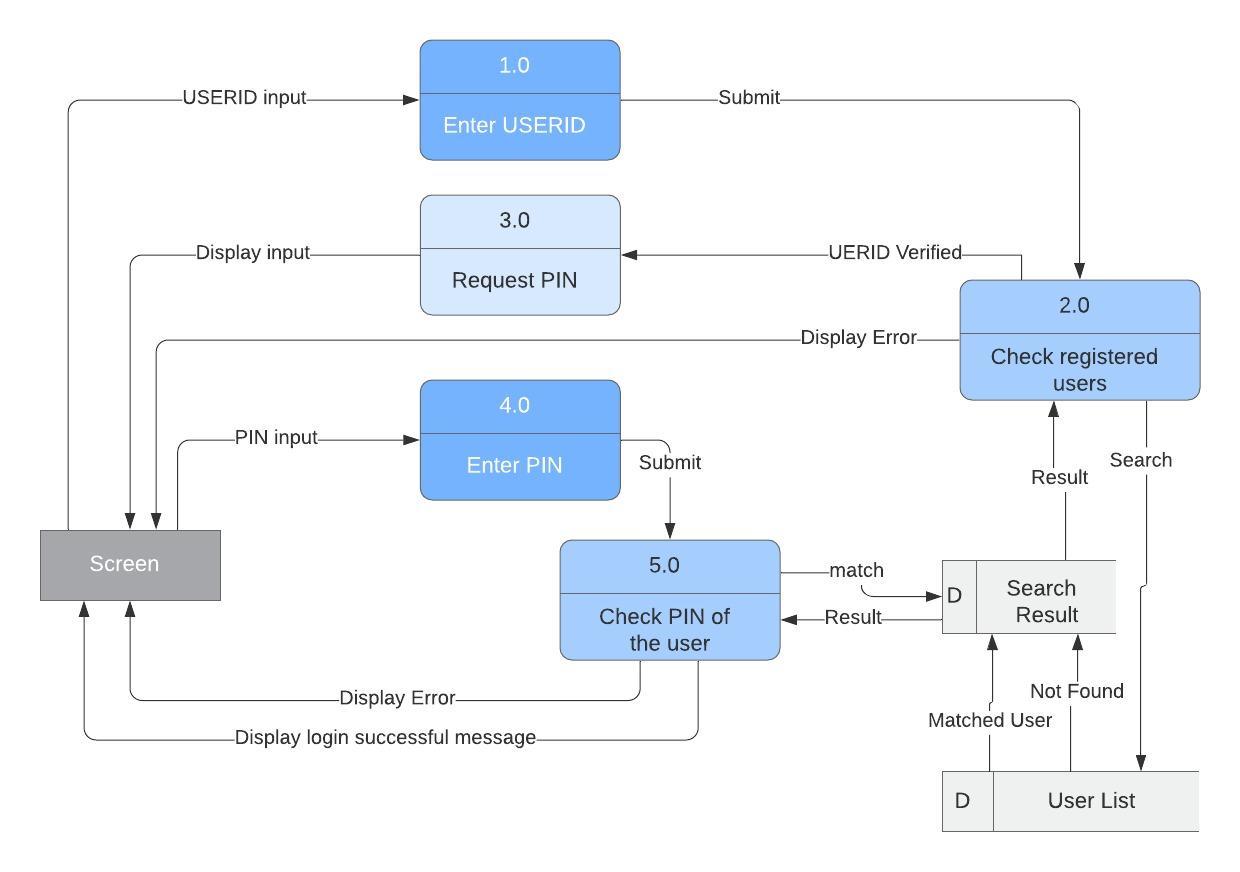 1.0
USERID input
Submit
Enter USERID
3.0
Display input
UERID Verified
Request PIN
2.0
Display Error
Check registered
users
4.0
PIN input
Enter PIN
Submit
Search
Result
Screen
5.0
match
D
Search
Result
Check PIN of
the user
Result
Display Error
Not Found
Matched User
Display login successful message
D
User List